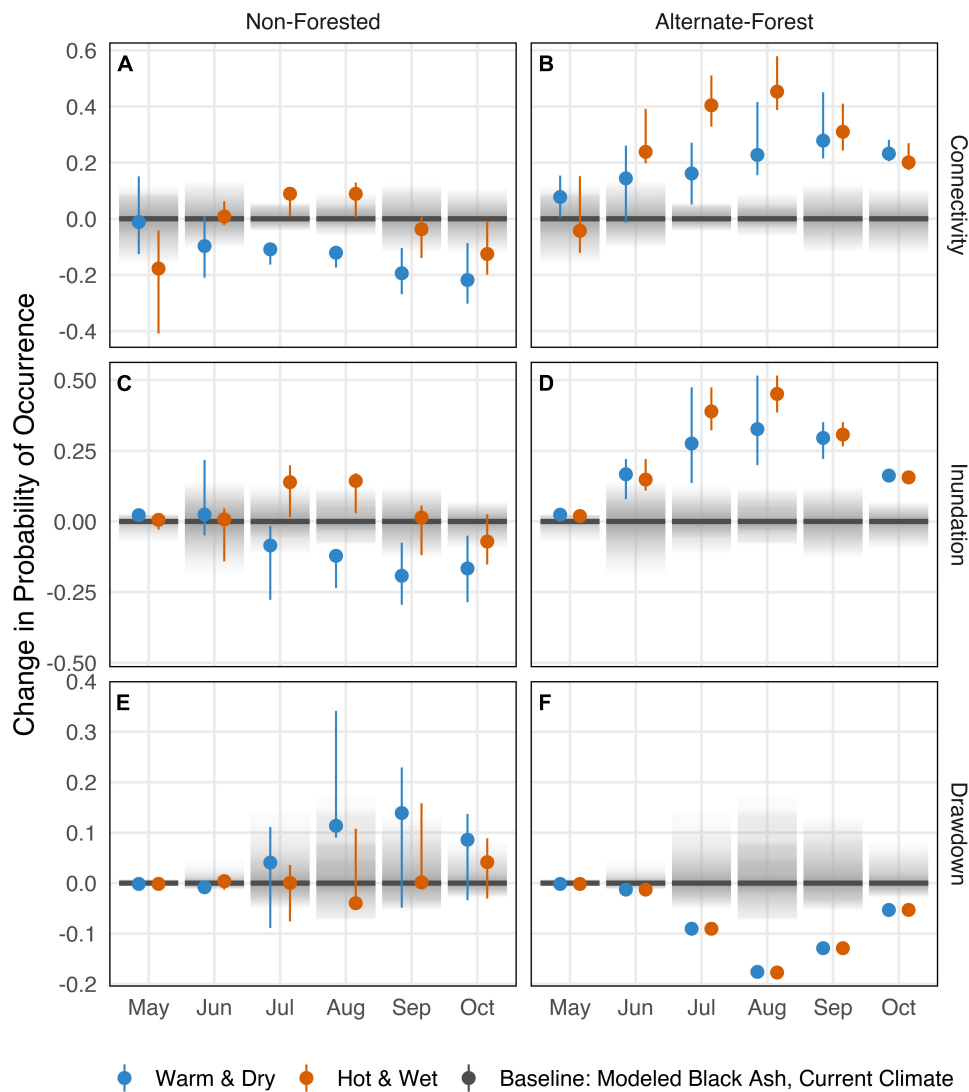 Non-Forested
Alternate-Forest
Change in Probability of Occurrence
A
0.6
0.4
0.2
0.0
-0.2
-0.4
B
Connectivity
C
0.50
0.25
0.00
-0.25
-0.50
D
Inundation
E
0.4
0.3
0.2
0.1
0.0
-0.1
-0.2
F
Drawdown
May Jun Jul Aug Sep Oct
May Jun Jul Aug Sep Oct
Warm & Dry Hot & Wet Baseline: Modeled Black Ash, Current Climate